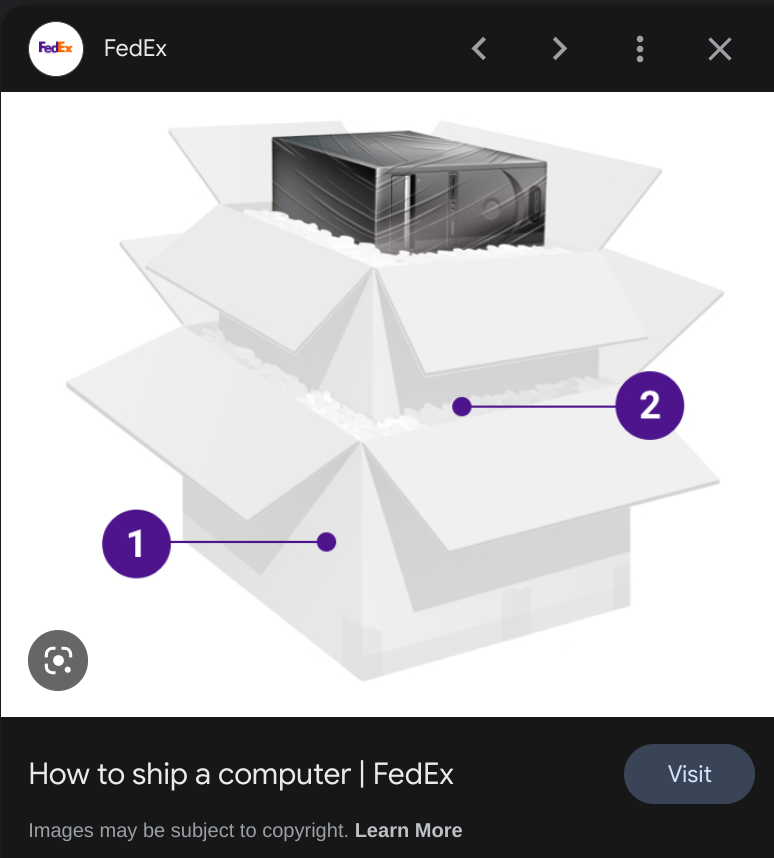 FedEx
FedEx
2
1
How to ship a computer | FedEx
Visit
Images may be subject to copyright. Learn More